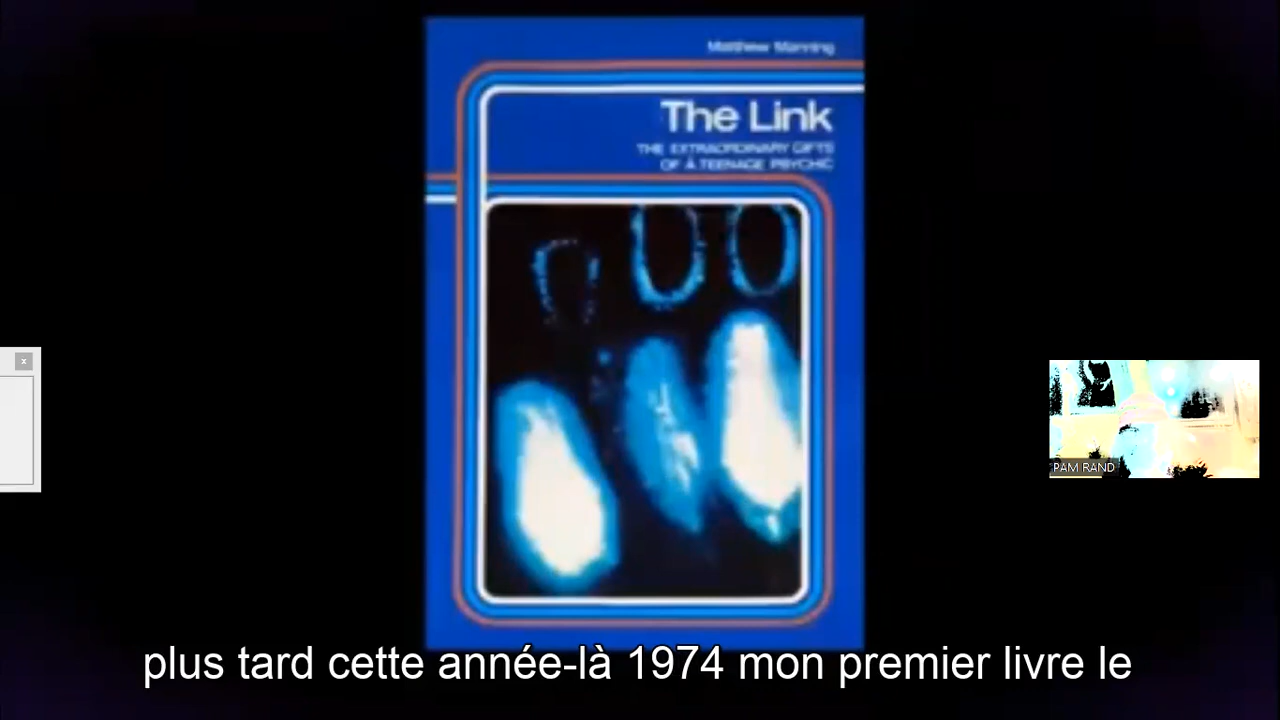 Matthew Manning
The Link
THE EXTRAORDINARY GIFTS
OF A TEENAGE PSYCHIC
x
PAM RAND
plus tard cette année-là 1974 mon premier livre le